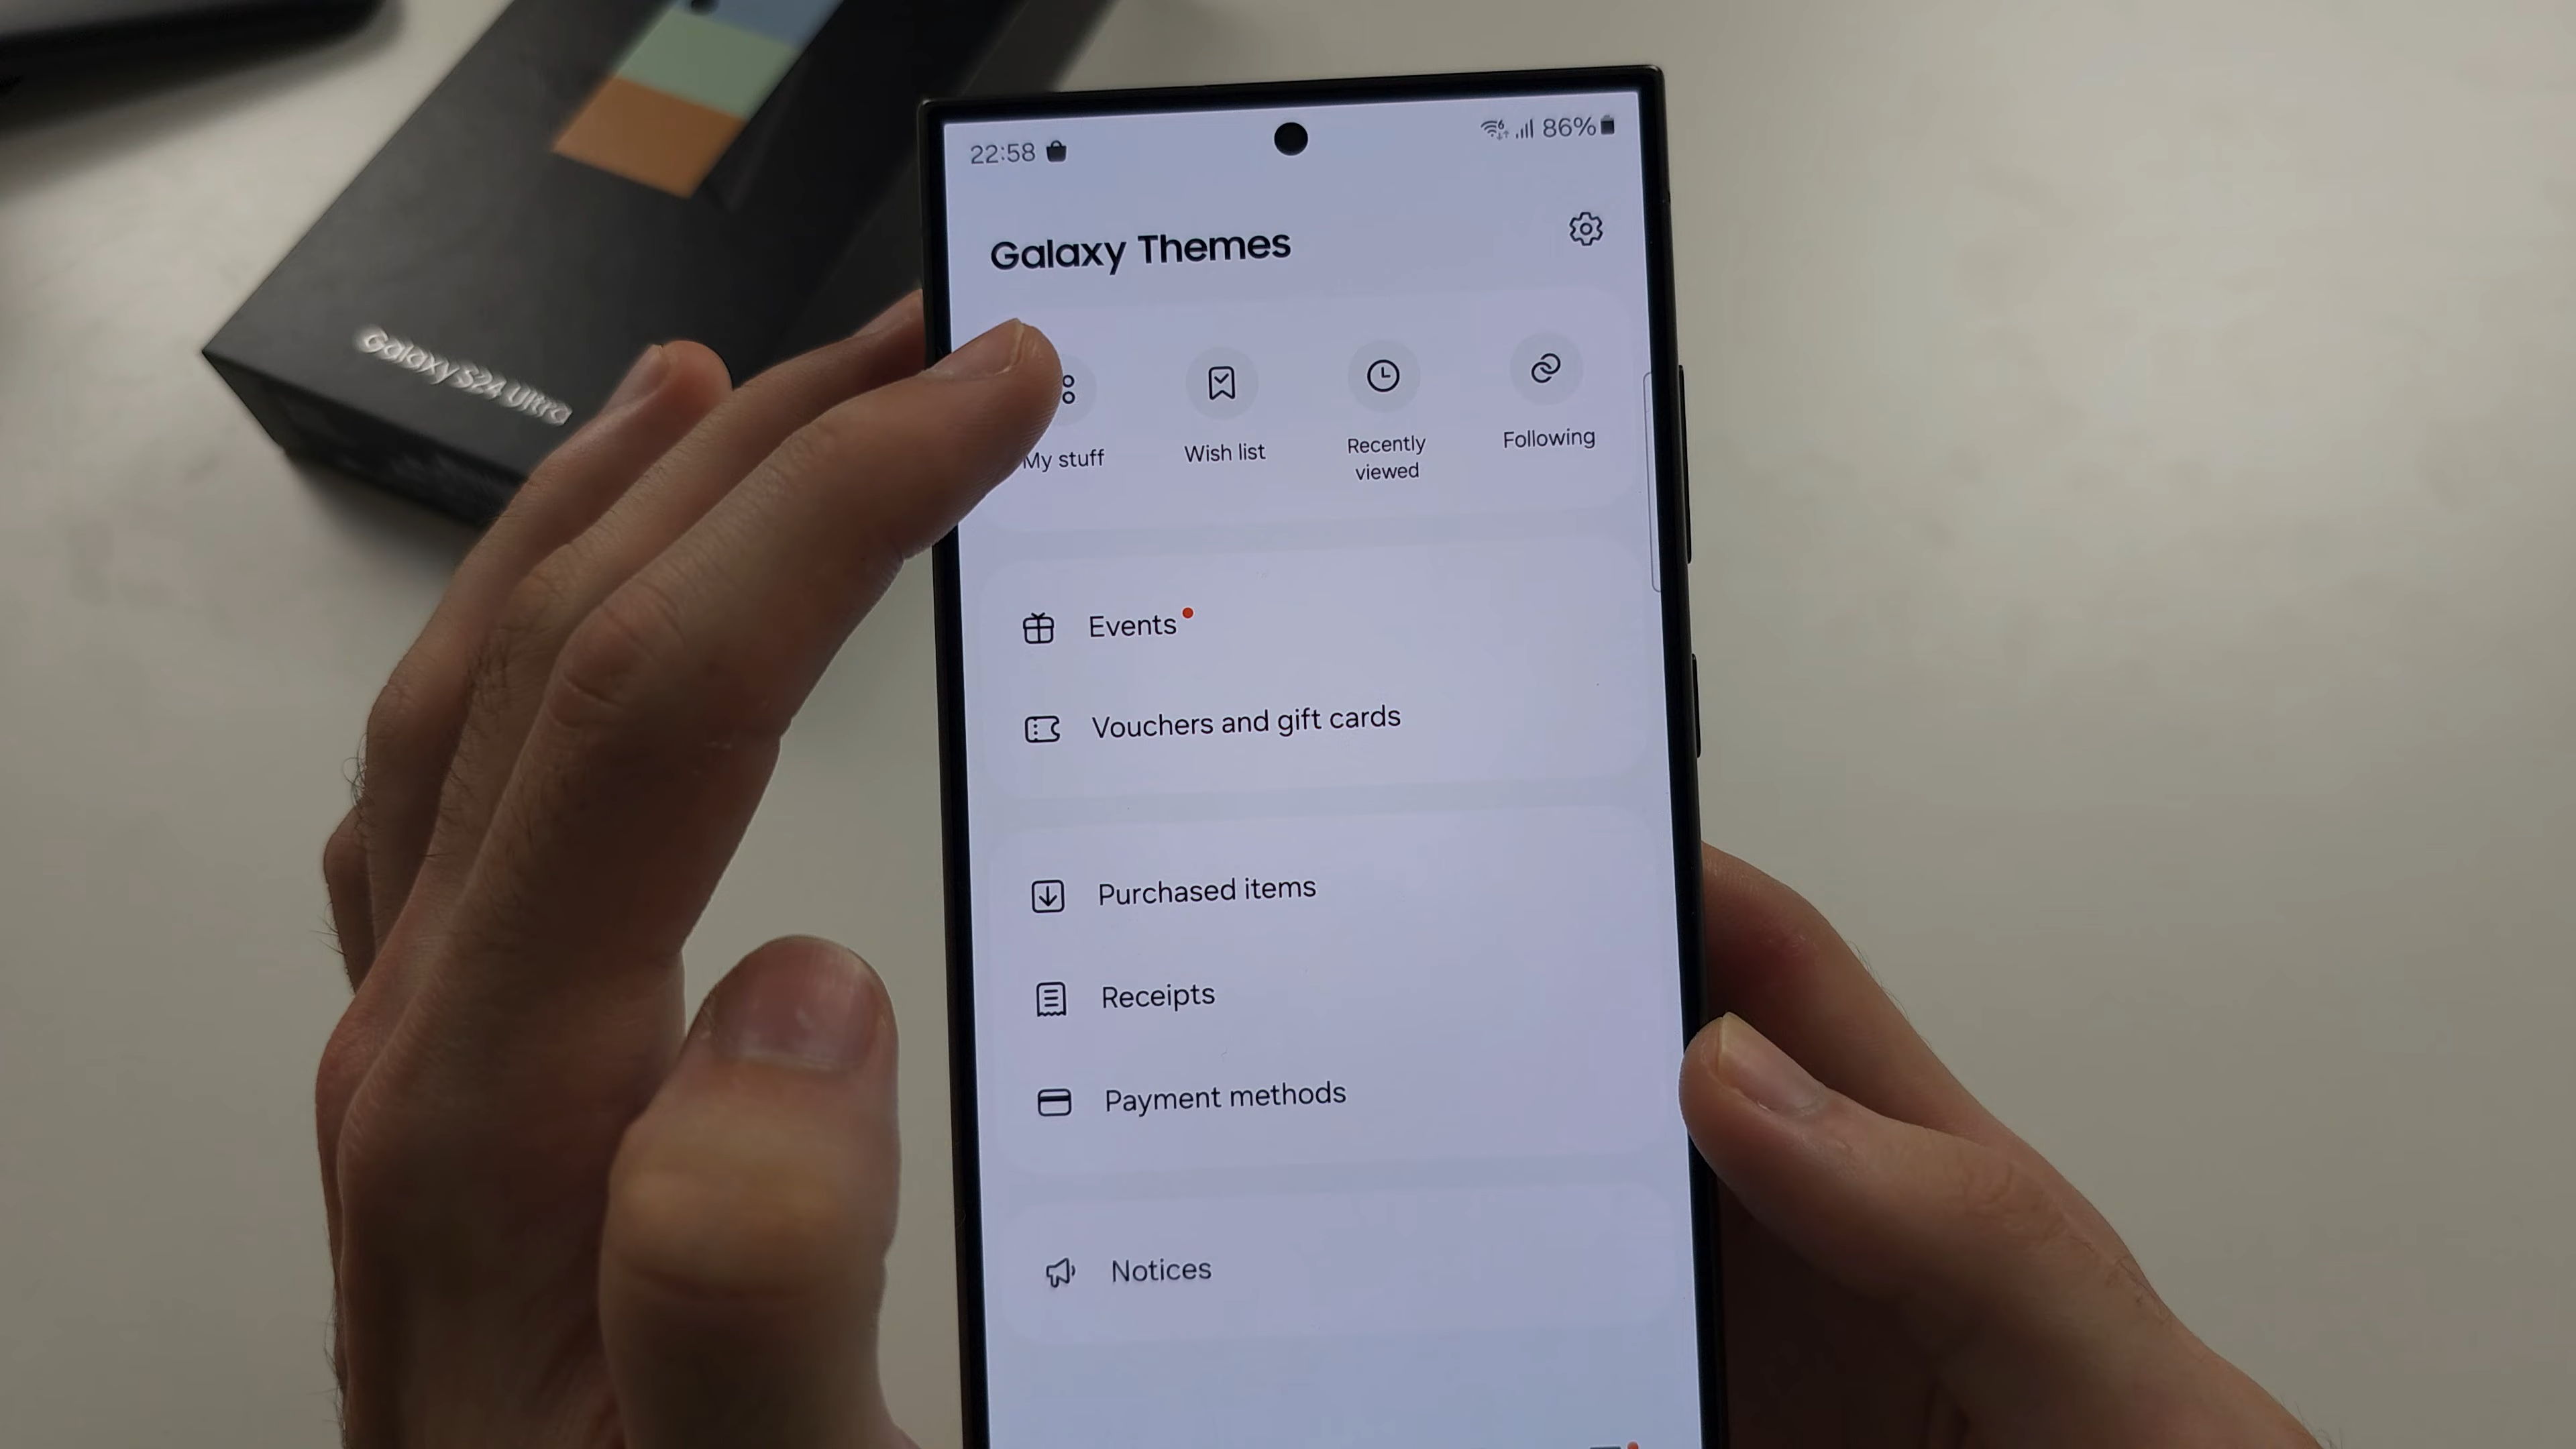 Galaxy S24 Ultra
22:58
86%
Galaxy Themes
My stuff
Wish list
Recently
viewed
Following
Events
Vouchers and gift cards
Purchased items
Receipts
Payment methods
Notices